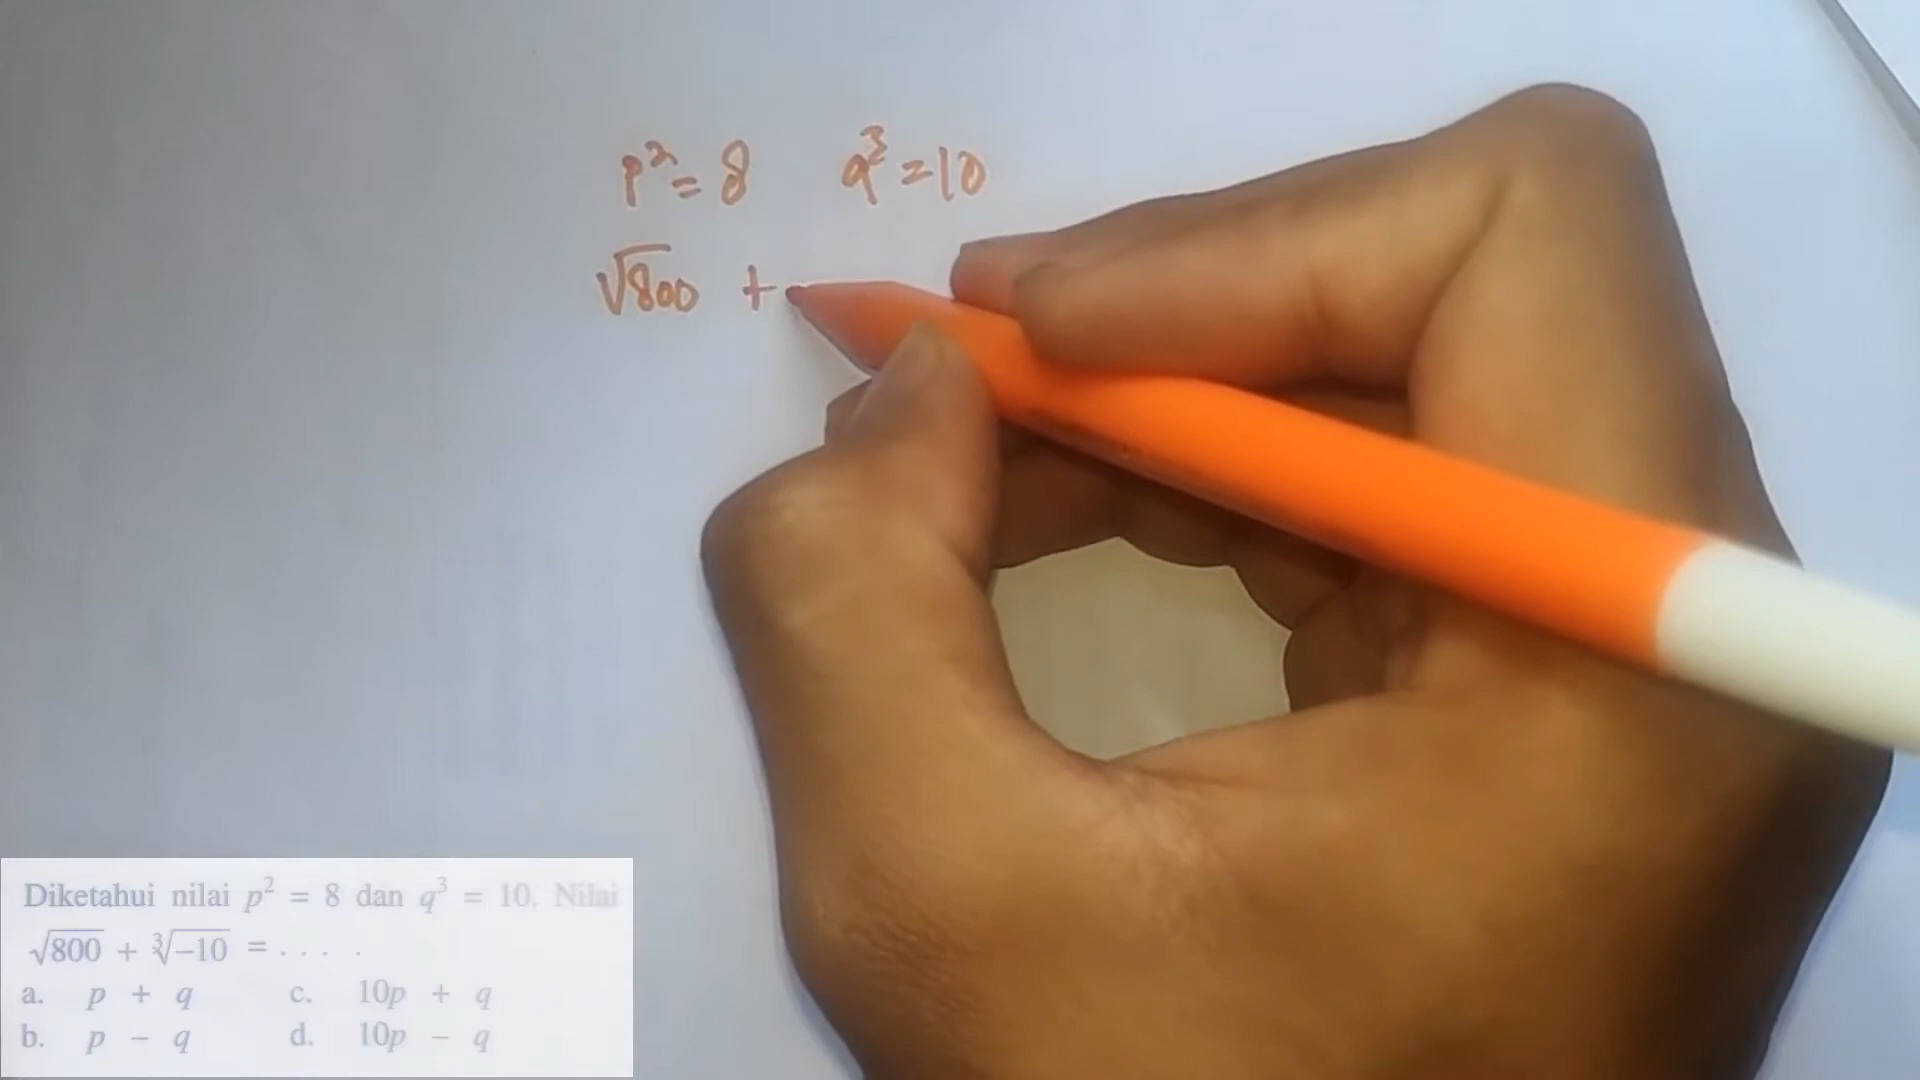 p² = 8 q³ = 10
√800 +
Diketahui nilai p² = 8 dan q³ = 10. Nilai
√800 + ∛−10 = . . . .
a. p + q c. 10p + q
b. p − q d. 10p − q